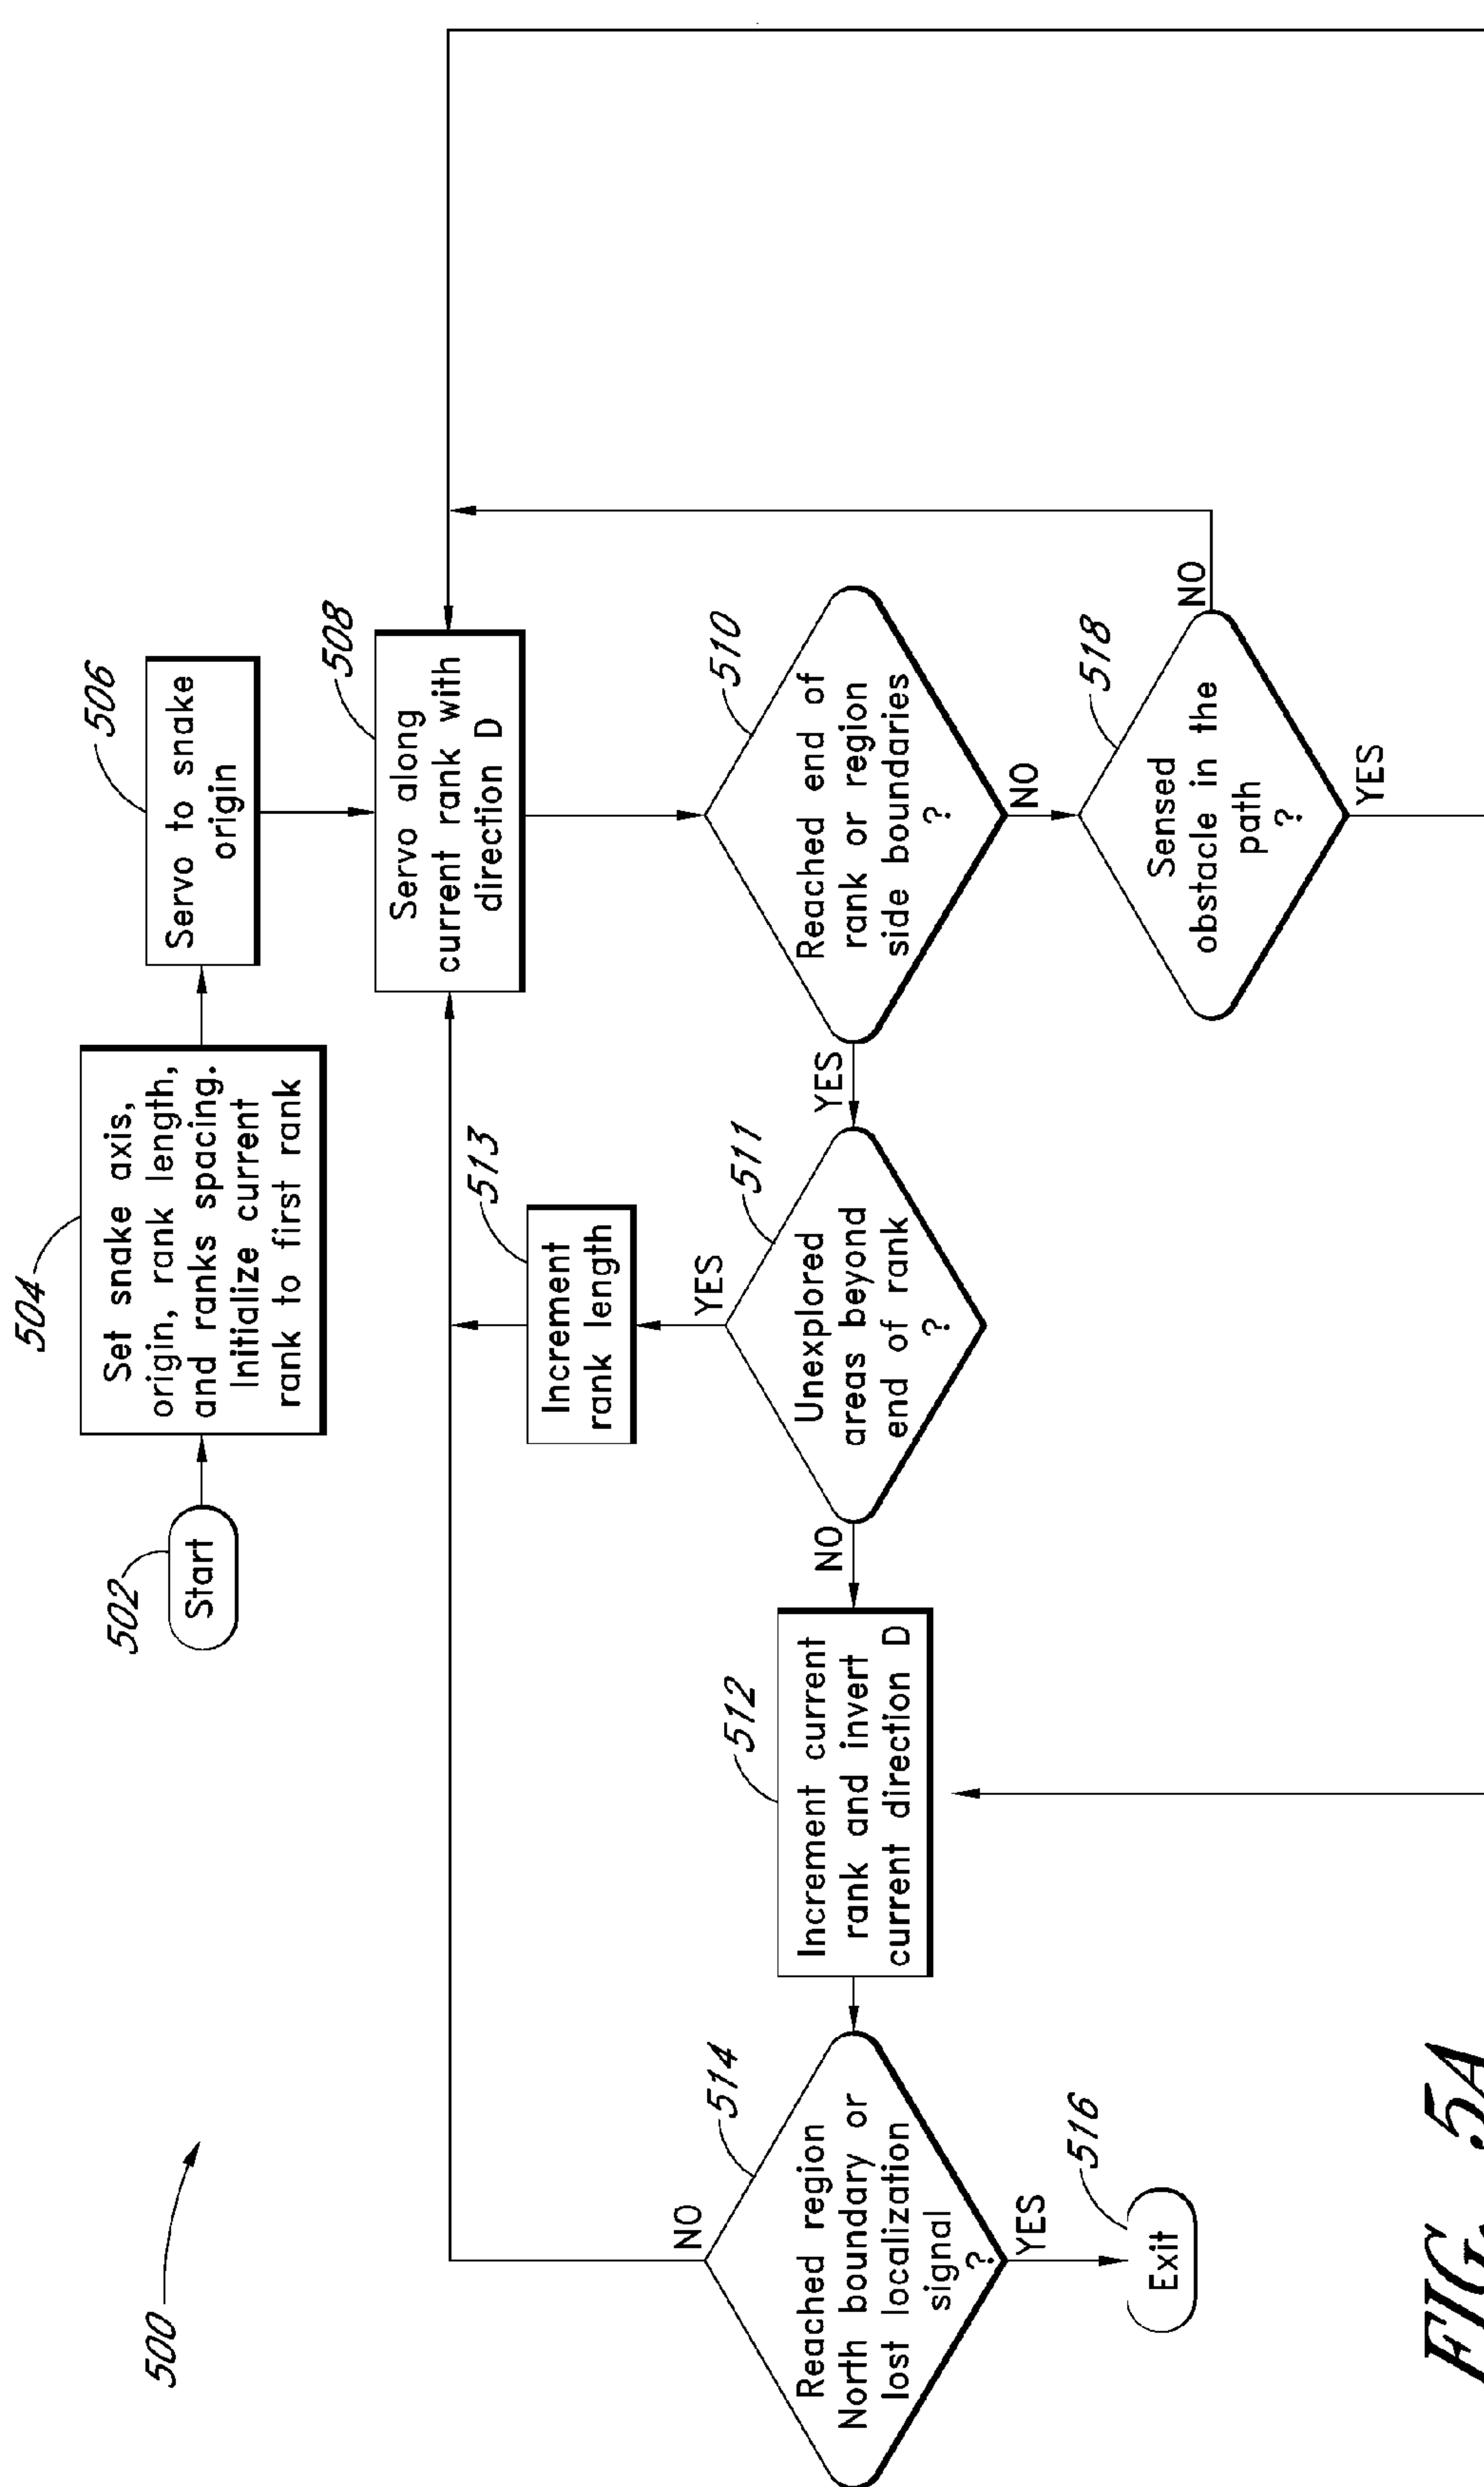 500
502
Start
504
Set snake axis,
origin, rank length,
and ranks spacing.
Initialize current
rank to first rank
506
Servo to snake
origin
508
Servo along
current rank with
direction D
510
Reached end of
rank or region
side boundaries
?
YES
NO
511
Unexplored
areas beyond
end of rank
?
YES
NO
513
Increment
rank length
512
Increment current
rank and invert
current direction D
514
Reached region
North boundary or
lost localization
signal
?
NO
YES
516
Exit
518
Sensed
obstacle in the
path
?
NO
YES
FIG. 5A